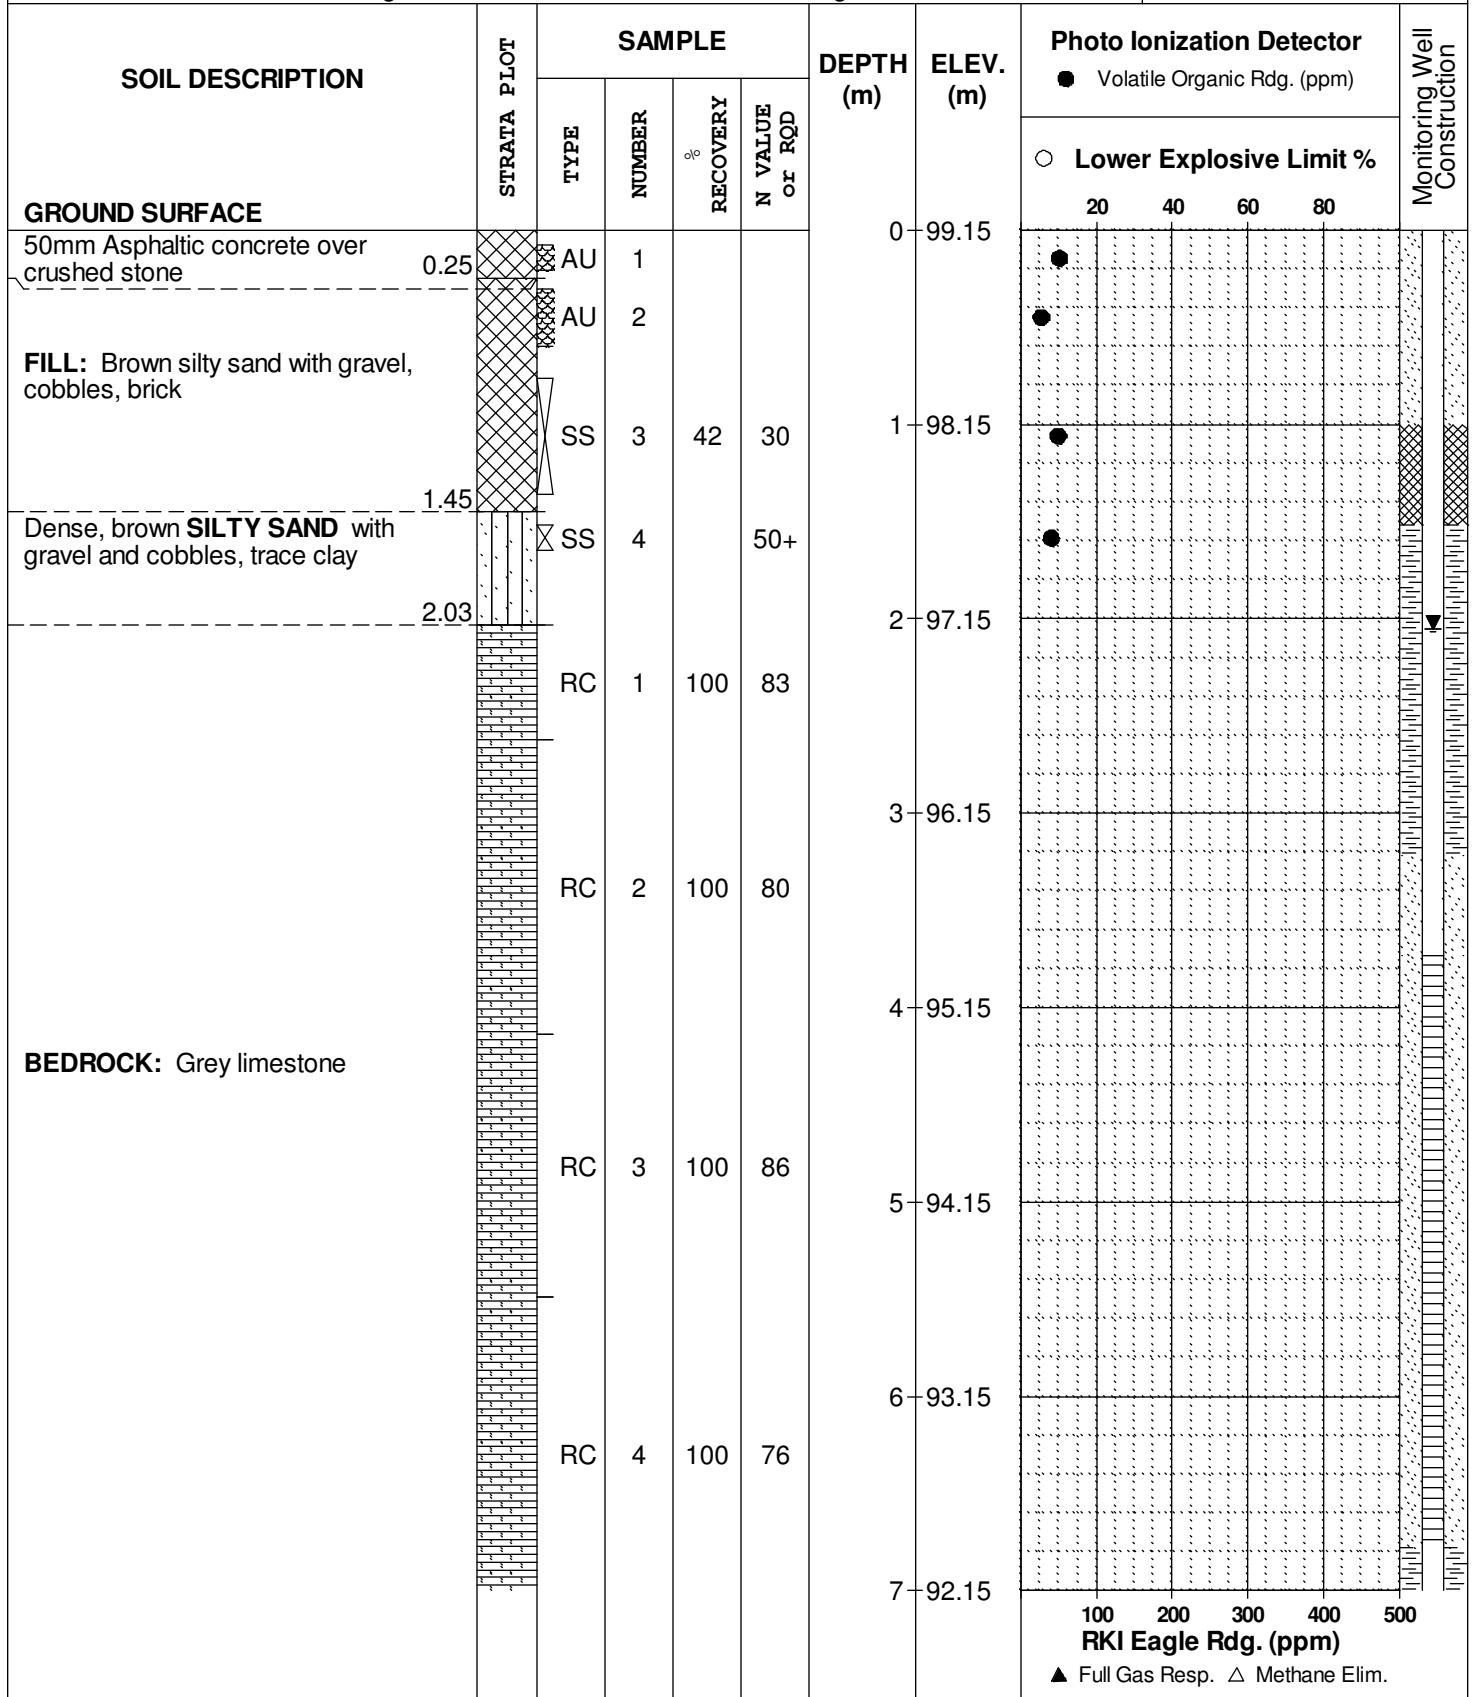 SOIL DESCRIPTION
STRATA PLOT
SAMPLE
TYPE
NUMBER
%
RECOVERY
N VALUE
or RQD
DEPTH
(m)
ELEV.
(m)
Photo Ionization Detector
Volatile Organic Rdg. (ppm)
Lower Explosive Limit %
20 40 60 80
Monitoring Well
Construction
GROUND SURFACE
0 99.15
50mm Asphaltic concrete over
crushed stone
0.25
AU 1
AU 2
FILL: Brown silty sand with gravel,
cobbles, brick
1 98.15
SS 3 42 30
1.45
Dense, brown SILTY SAND with
gravel and cobbles, trace clay
SS 4 50+
2.03
2 97.15
RC 1 100 83
3 96.15
RC 2 100 80
4 95.15
BEDROCK: Grey limestone
RC 3 100 86
5 94.15
6 93.15
RC 4 100 76
7 92.15
100 200 300 400 500
RKI Eagle Rdg. (ppm)
▲ Full Gas Resp. △ Methane Elim.